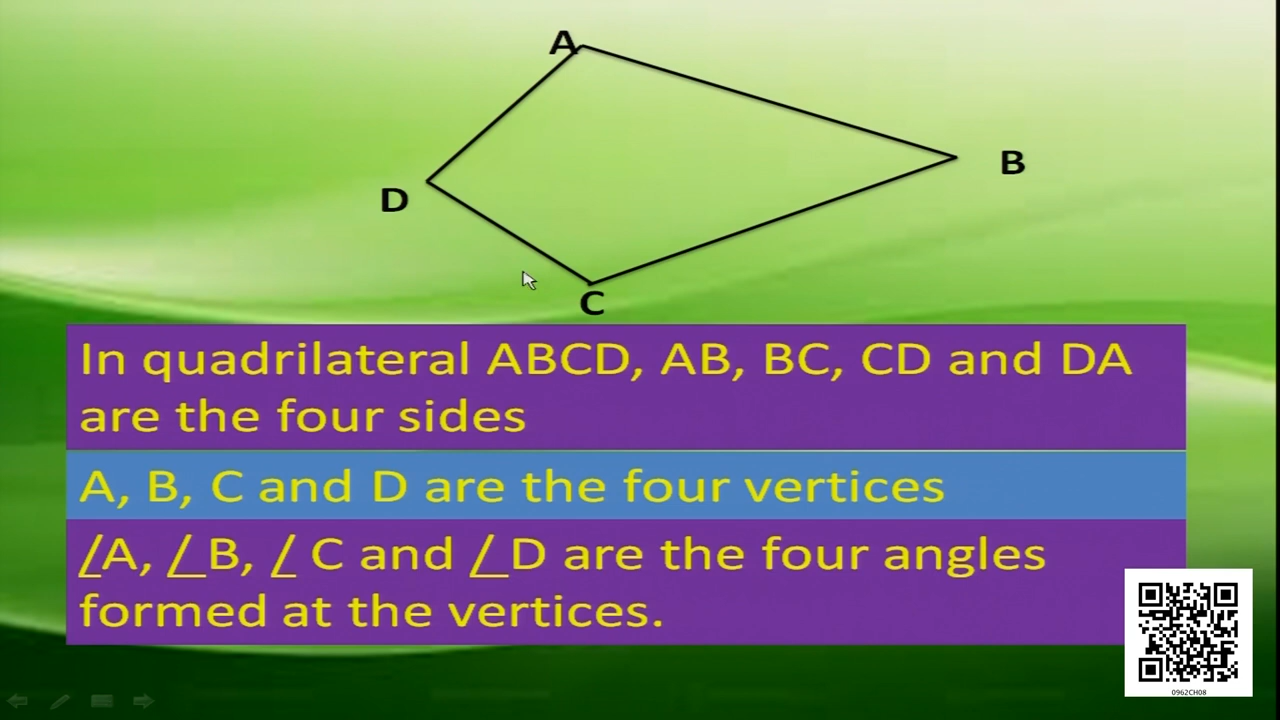 A
B
D
C
In quadrilateral ABCD, AB, BC, CD and DA
are the four sides
A, B, C and D are the four vertices
∠A, ∠B, ∠ C and ∠D are the four angles
formed at the vertices.
0962CH08